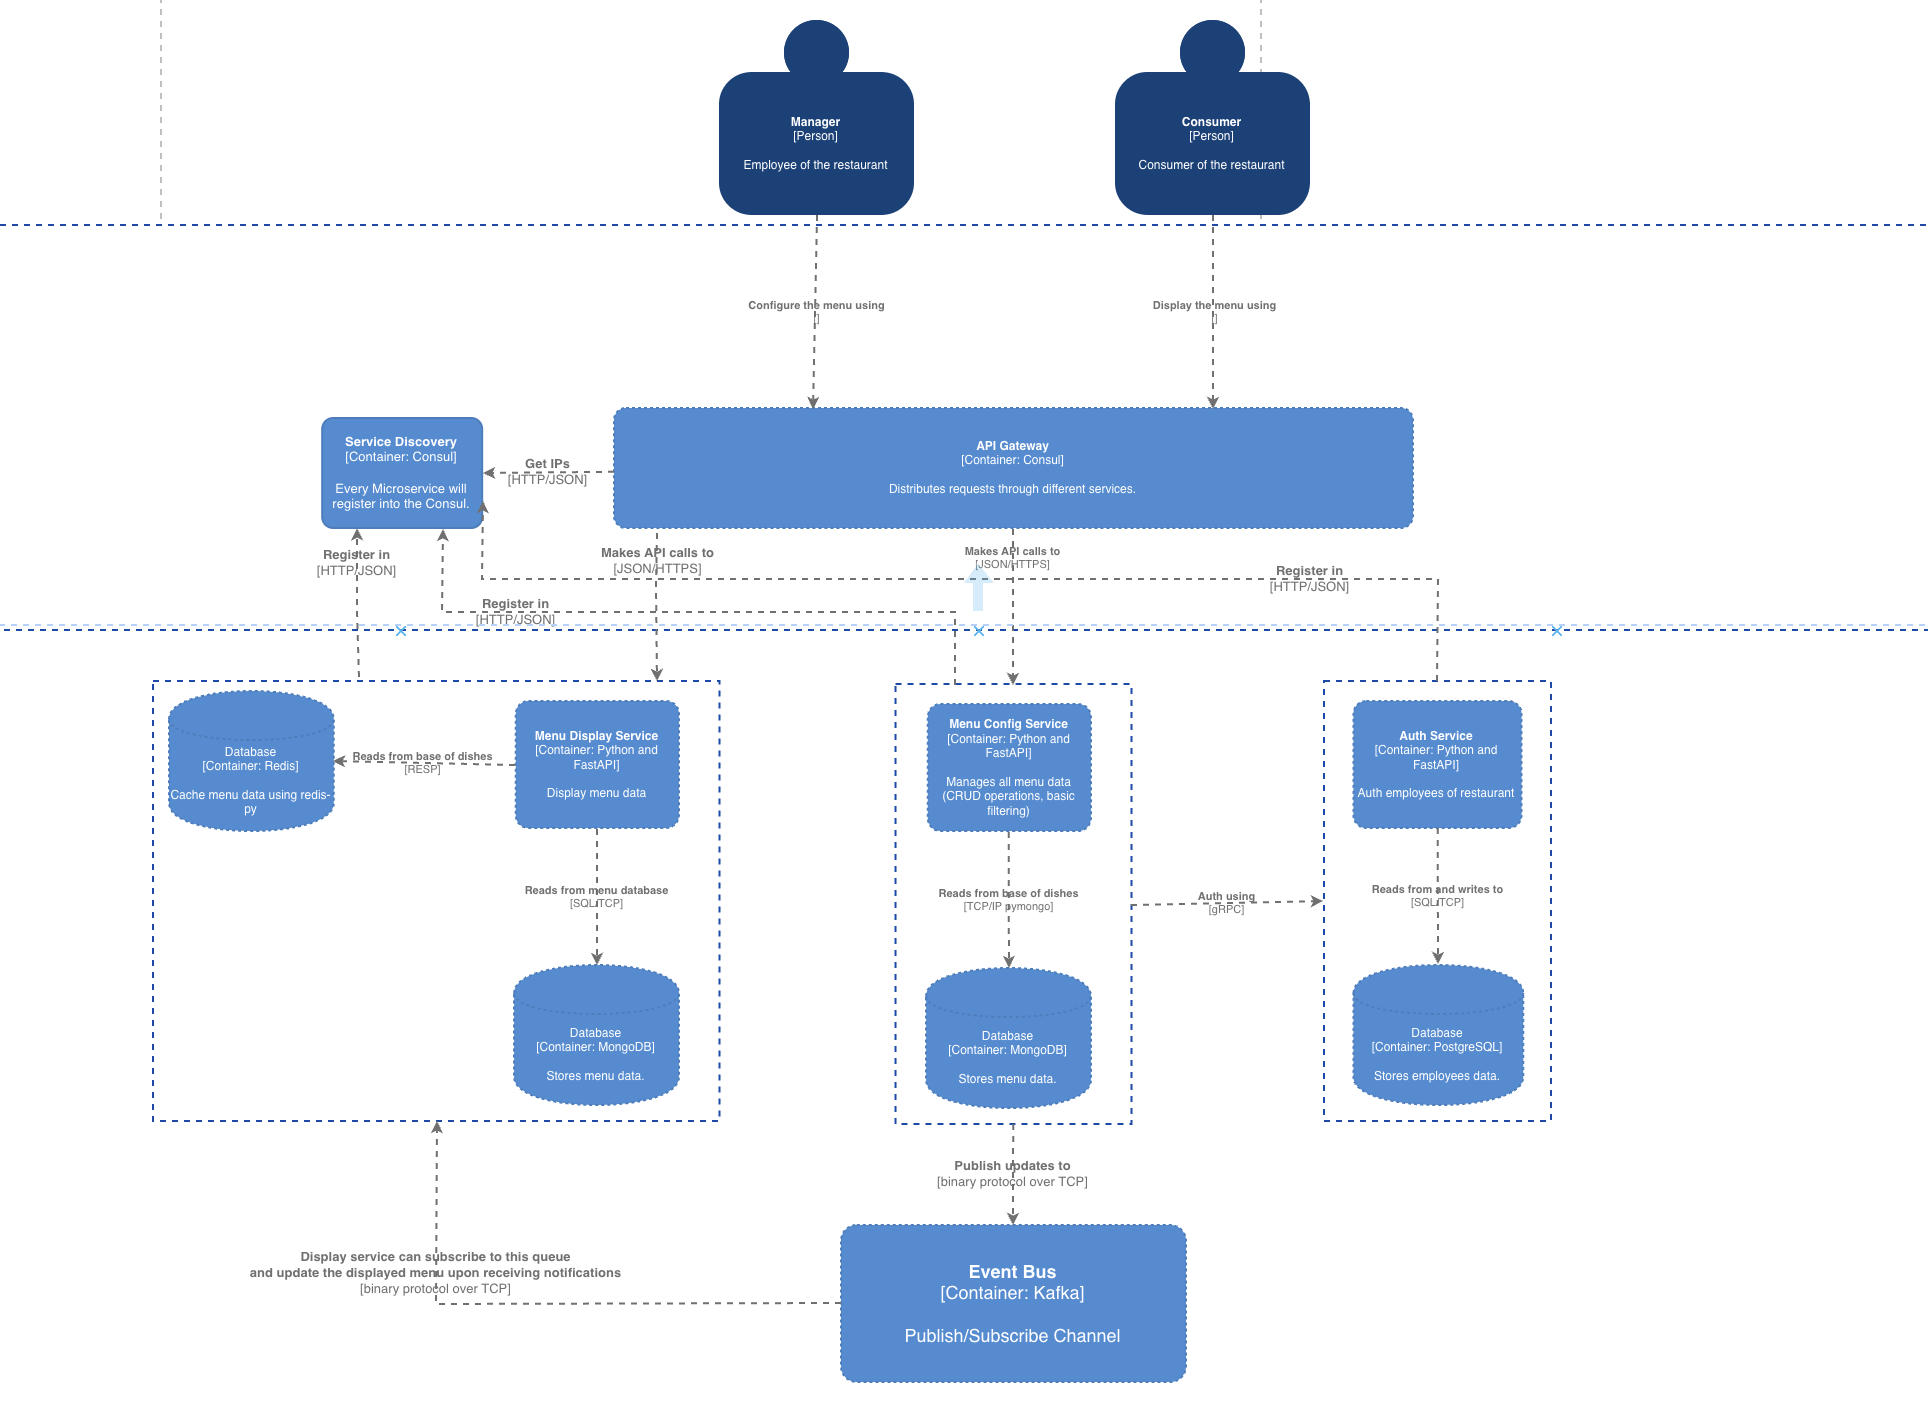 Manager
[Person]
Employee of the restaurant
Consumer
[Person]
Consumer of the restaurant
Configure the menu using
[]
Display the menu using
[]
Service Discovery
[Container: Consul]
Every Microservice will
register into the Consul.
Get IPs
[HTTP/JSON]
API Gateway
[Container: Consul]
Distributes requests through different services.
Register in
[HTTP/JSON]
Makes API calls to
[JSON/HTTPS]
Makes API calls to
[JSON/HTTPS]
Register in
[HTTP/JSON]
Register in
[HTTP/JSON]
Database
[Container: Redis]
Cache menu data using redis-
py
Reads from base of dishes
[RESP]
Menu Display Service
[Container: Python and
FastAPI]
Display menu data
Menu Config Service
[Container: Python and
FastAPI]
Manages all menu data
(CRUD operations, basic
filtering)
Auth Service
[Container: Python and
FastAPI]
Auth employees of restaurant
Reads from menu database
[SQL/TCP]
Reads from base of dishes
[TCP/IP pymongo]
Auth using
[gRPC]
Reads from and writes to
[SQL/TCP]
Database
[Container: MongoDB]
Stores menu data.
Database
[Container: MongoDB]
Stores menu data.
Database
[Container: PostgreSQL]
Stores employees data.
Publish updates to
[binary protocol over TCP]
Display service can subscribe to this queue
and update the displayed menu upon receiving notifications
[binary protocol over TCP]
Event Bus
[Container: Kafka]
Publish/Subscribe Channel